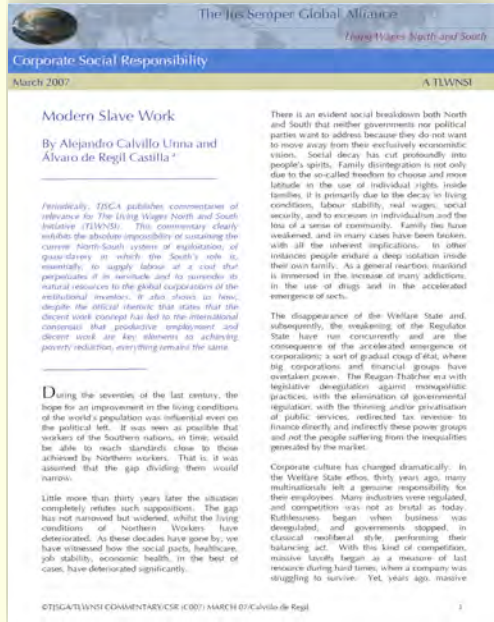 The Jus Semper Global Alliance
Living Wages North and South
Corporate Social Responsibility
March 2007
A TLWNSI
Modern Slave Work
By Alejandro Calvillo Unna and
Álvaro de Regil Castilla *
Periodically, TJSGA publishes commentaries of
relevance for The Living Wages North and South
Initiative (TLWNSI). This commentary clearly
exhibits the absolute impossibility of sustaining the
current North-South system of exploitation, of
quasi-slavery in which the South's role is,
essentially, to supply labour at a cost that
perpetuates it in servitude and to surrender its
natural resources to the global corporations of the
institutional investors. It also shows us how,
despite the official rhetoric that states that the
decent work concept has led to the international
consensus that productive employment and
decent work are key elements to achieving
poverty reduction, everything remains the same.
During the seventies of the last century, the
hope for an improvement in the living conditions
of the world's population was influential even on
the political left. It was seen as possible that
workers of the Southern nations, in time, would
be able to reach standards close to those
achieved by Northern workers. That is, it was
assumed that the gap dividing them would
narrow.
Little more than thirty years later the situation
completely refutes such suppositions. The gap
has not narrowed but widened, whilst the living
conditions of Northern Workers have
deteriorated. As these decades have gone by, we
have witnessed how the social pacts, healthcare,
job stability, economic health, in the best of
cases, have deteriorated significantly.
There is an evident social breakdown both North
and South that neither governments nor political
parties want to address because they do not want
to move away from their exclusively economistic
vision. Social decay has cut profoundly into
people's spirits. Family disintegration is not only
due to the so-called freedom to choose and more
latitude in the use of individual rights inside
families, it is primarily due to the decay in living
conditions, labour stability, real wages, social
security, and to excesses in individualism and the
loss of a sense of community. Family ties have
weakened, and in many cases have been broken,
with all the inherent implications. In other
instances people endure a deep isolation inside
their own family. As a general reaction, mankind
is immersed in the increase of many addictions,
in the use of drugs and in the accelerated
emergence of sects.
The disappearance of the Welfare State and,
subsequently, the weakening of the Regulator
State have run concurrently and are the
consequence of the accelerated emergence of
corporations; a sort of gradual coup d'état, where
big corporations and financial groups have
overtaken power. The Reagan-Thatcher era with
legislative deregulation against monopolistic
practices, with the elimination of governmental
regulation, with the thinning and/or privatisation
of public services, redirected tax revenue to
finance directly and indirectly these power groups
and not the people suffering from the inequalities
generated by the market.
Corporate culture has changed dramatically. In
the Welfare State ethos, thirty years ago, many
multinationals felt a genuine responsibility for
their employees. Many industries were regulated,
and competition was not as brutal as today.
Ruthlessness began when business was
deregulated, and governments stopped, in
classical neoliberal style, performing their
balancing act. With this kind of competition,
massive layoffs began as a measure of last
resource during hard times, when a company was
struggling to survive. Yet, years ago, massive
©TJSGA/TLWNSI COMMENTARY/CSR (C007) MARCH 07/Calvillo de Regil
1